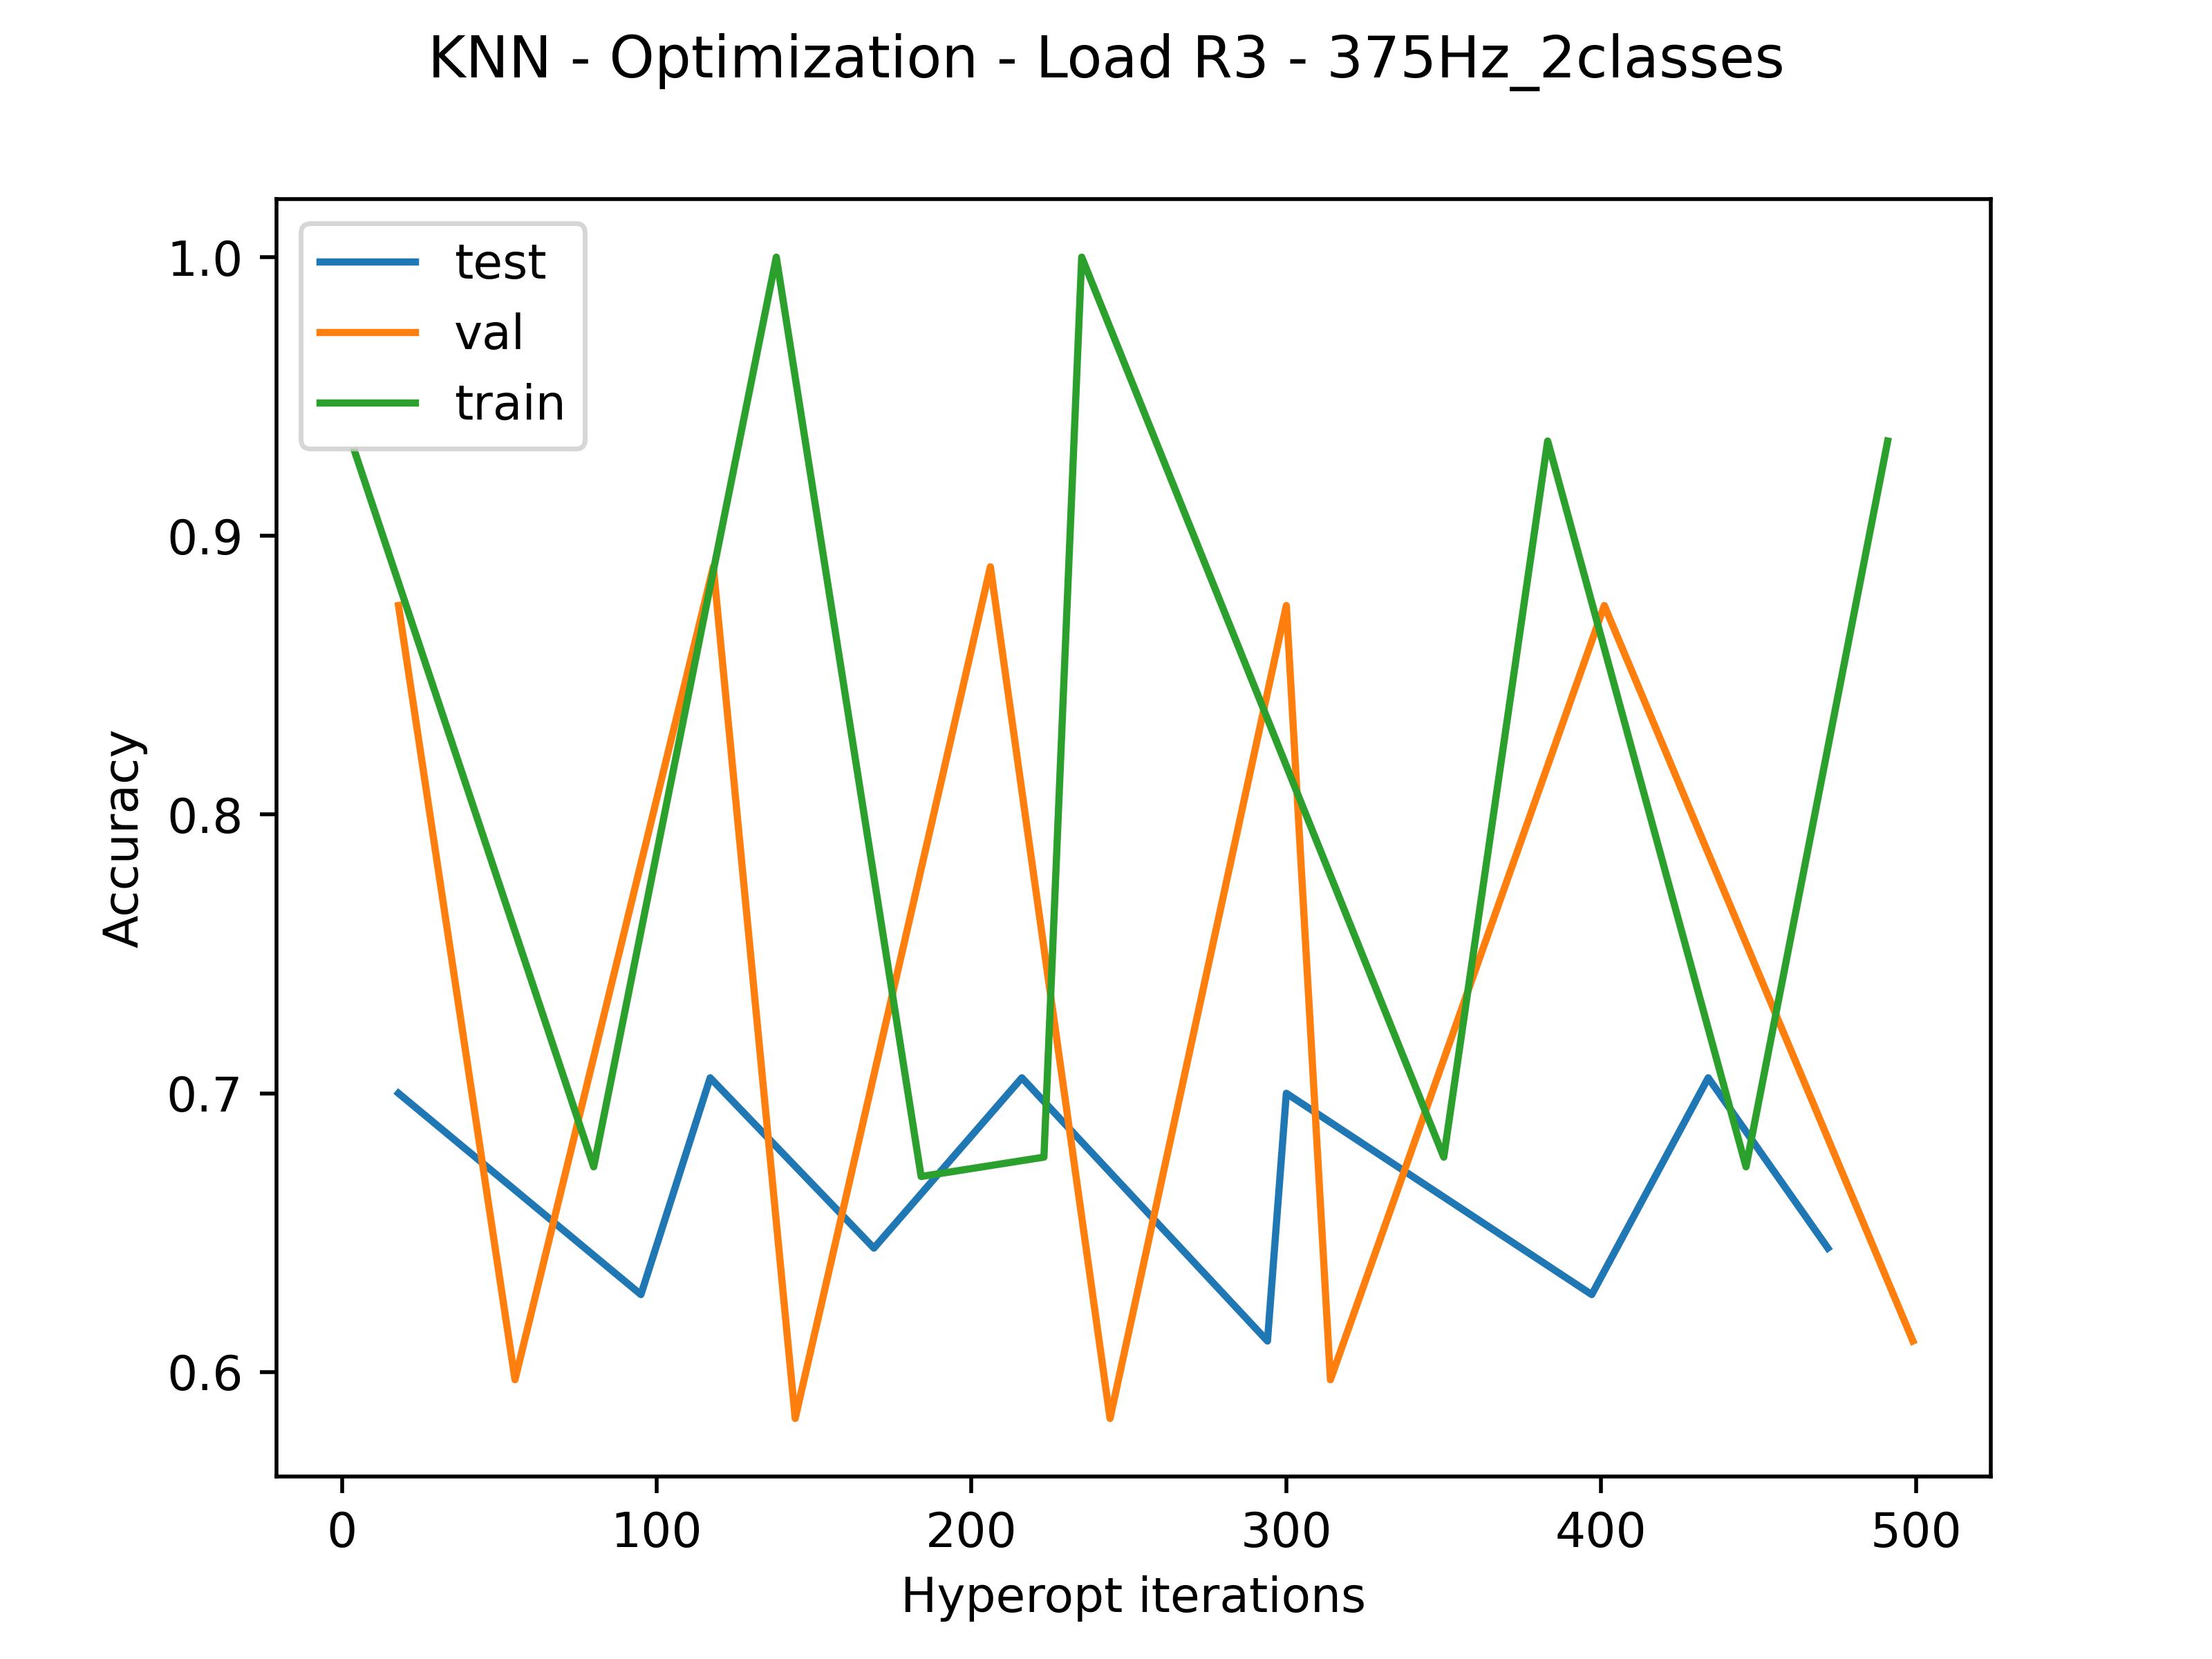 KNN - Optimization - Load R3 - 375Hz_2classes
test
val
train
1.0
0.9
0.8
0.7
0.6
Accuracy
0 100 200 300 400 500
Hyperopt iterations